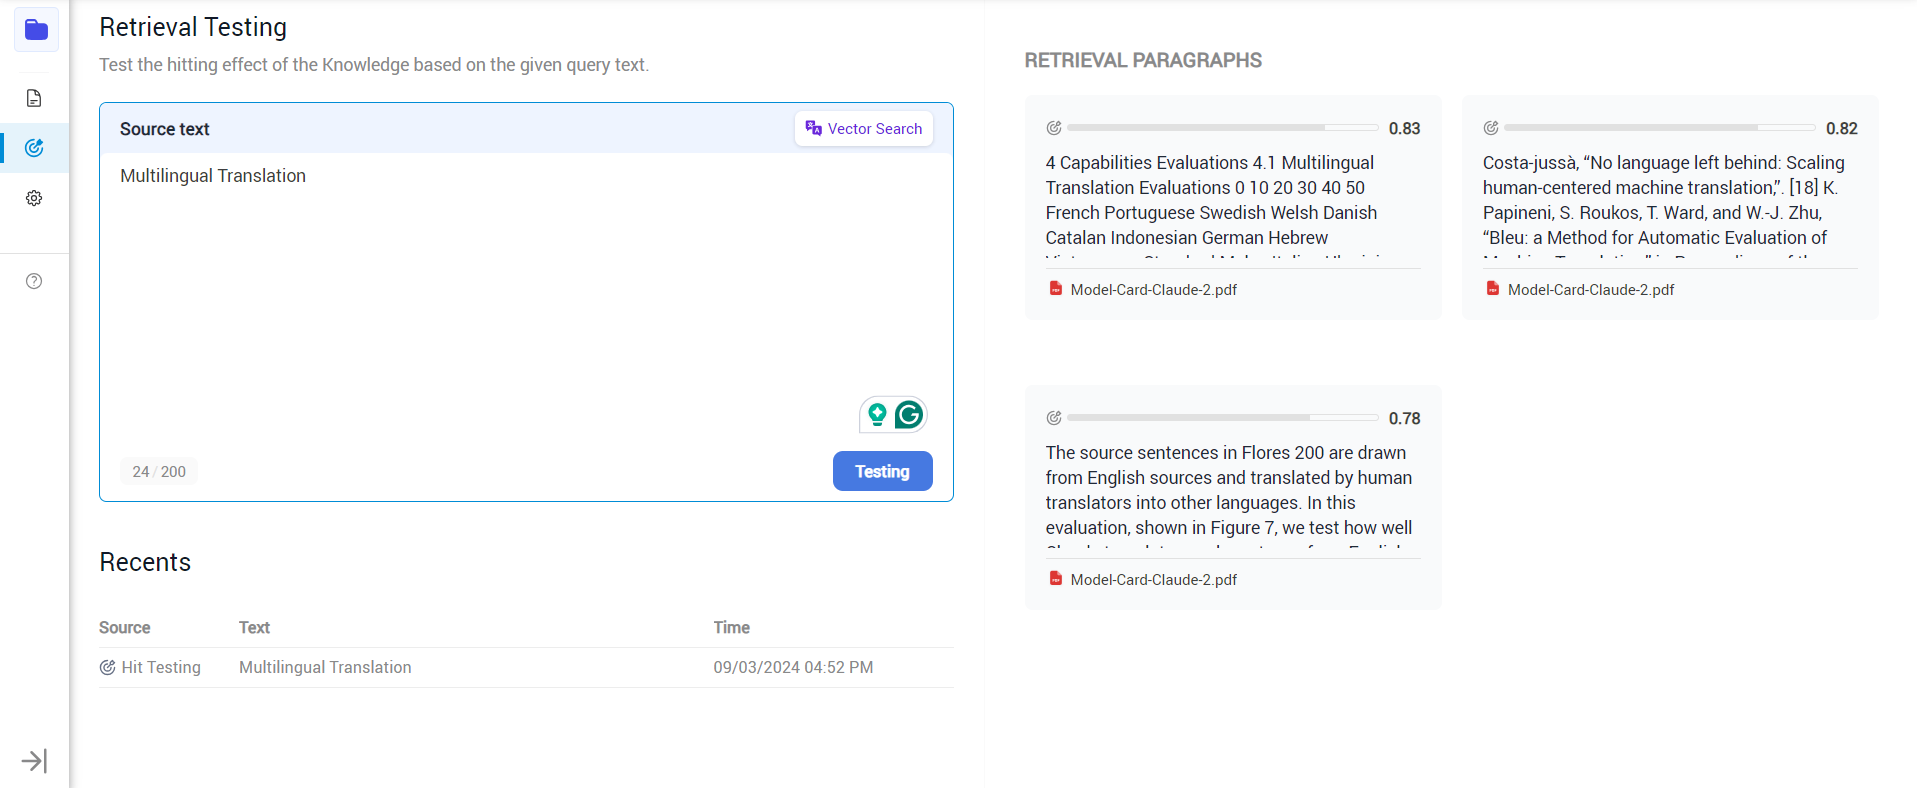 Retrieval Testing
Test the hitting effect of the Knowledge based on the given query text.
Source text
Vector Search
Multilingual Translation
24 / 200
Testing
Recents
Source Text Time
Hit Testing Multilingual Translation 09/03/2024 04:52 PM
RETRIEVAL PARAGRAPHS
0.83
4 Capabilities Evaluations 4.1 Multilingual
Translation Evaluations 0 10 20 30 40 50
French Portuguese Swedish Welsh Danish
Catalan Indonesian German Hebrew
Model-Card-Claude-2.pdf
0.82
Costa-jussà, “No language left behind: Scaling
human-centered machine translation,”. [18] K.
Papineni, S. Roukos, T. Ward, and W.-J. Zhu,
“Bleu: a Method for Automatic Evaluation of
Model-Card-Claude-2.pdf
0.78
The source sentences in Flores 200 are drawn
from English sources and translated by human
translators into other languages. In this
evaluation, shown in Figure 7, we test how well
Model-Card-Claude-2.pdf